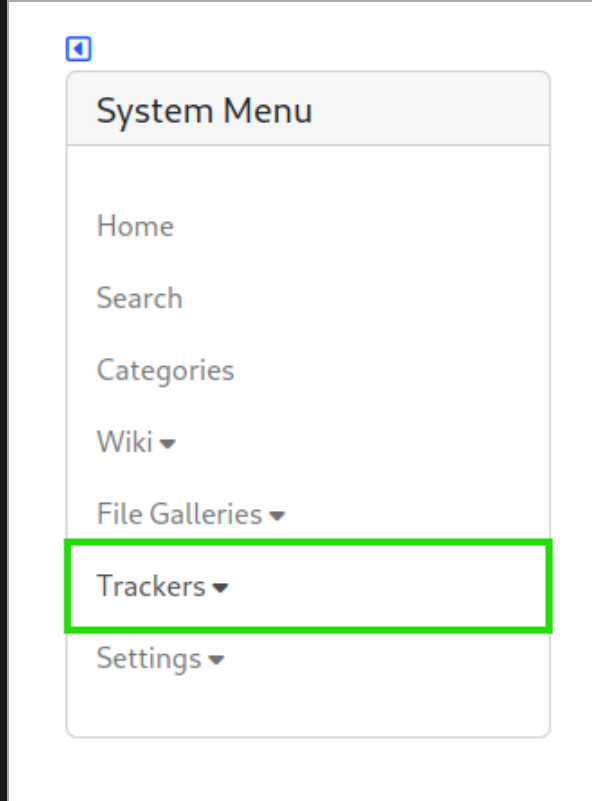 System Menu
Home
Search
Categories
Wiki
File Galleries
Trackers
Settings